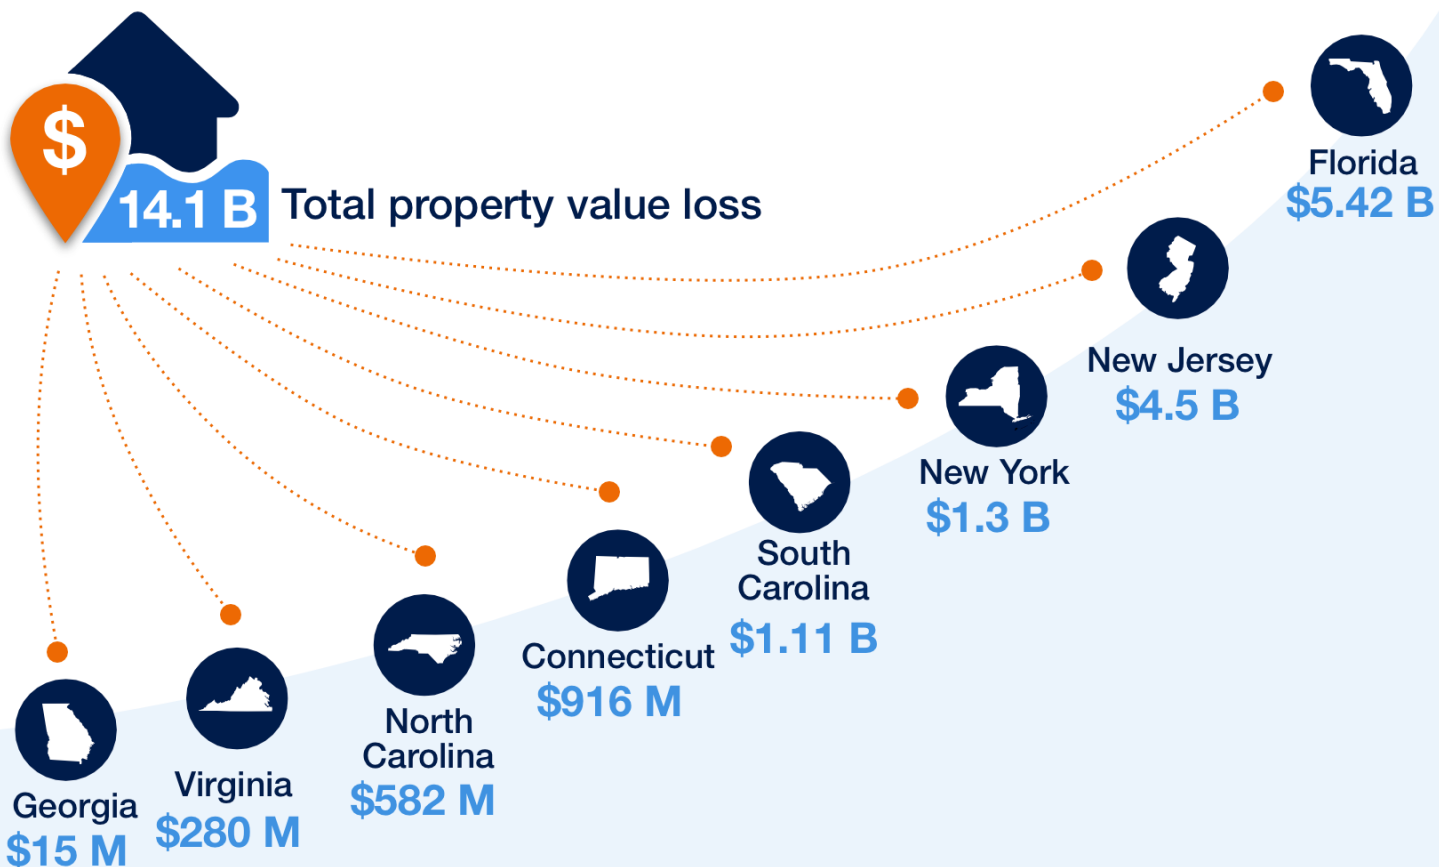 $
14.1 B
Total property value loss
Florida
$5.42 B
New Jersey
$4.5 B
New York
$1.3 B
South
Carolina
$1.11 B
Connecticut
$916 M
North
Carolina
$582 M
Virginia
$280 M
Georgia
$15 M